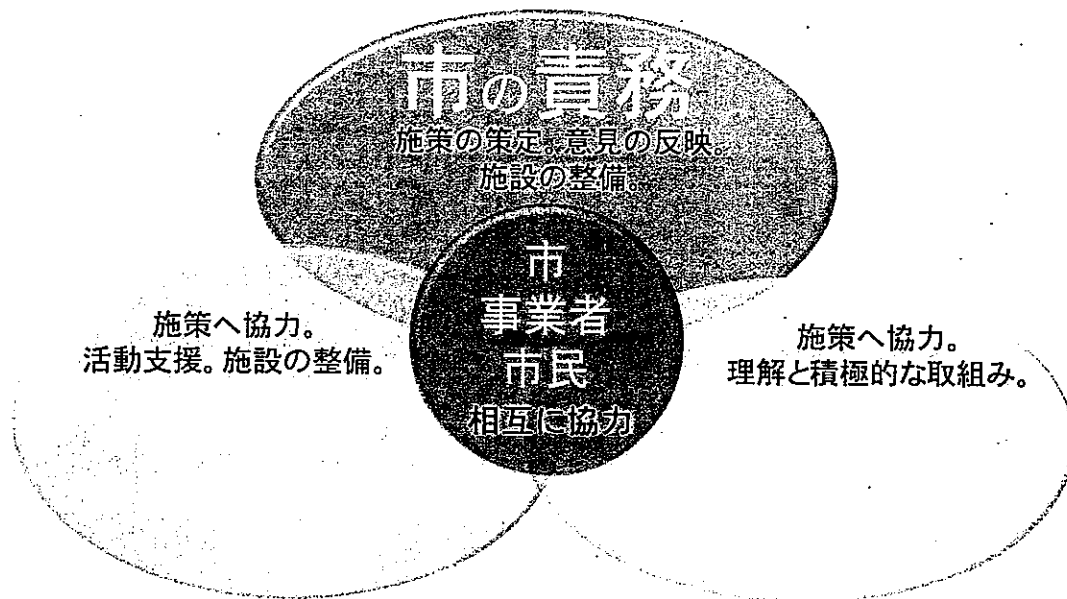 市の責務
施策の策定。意見の反映。
施設の整備。
市
事業者
市民
相互に協力
施策へ協力。
活動支援。施設の整備。
施策へ協力。
理解と積極的な取組み。